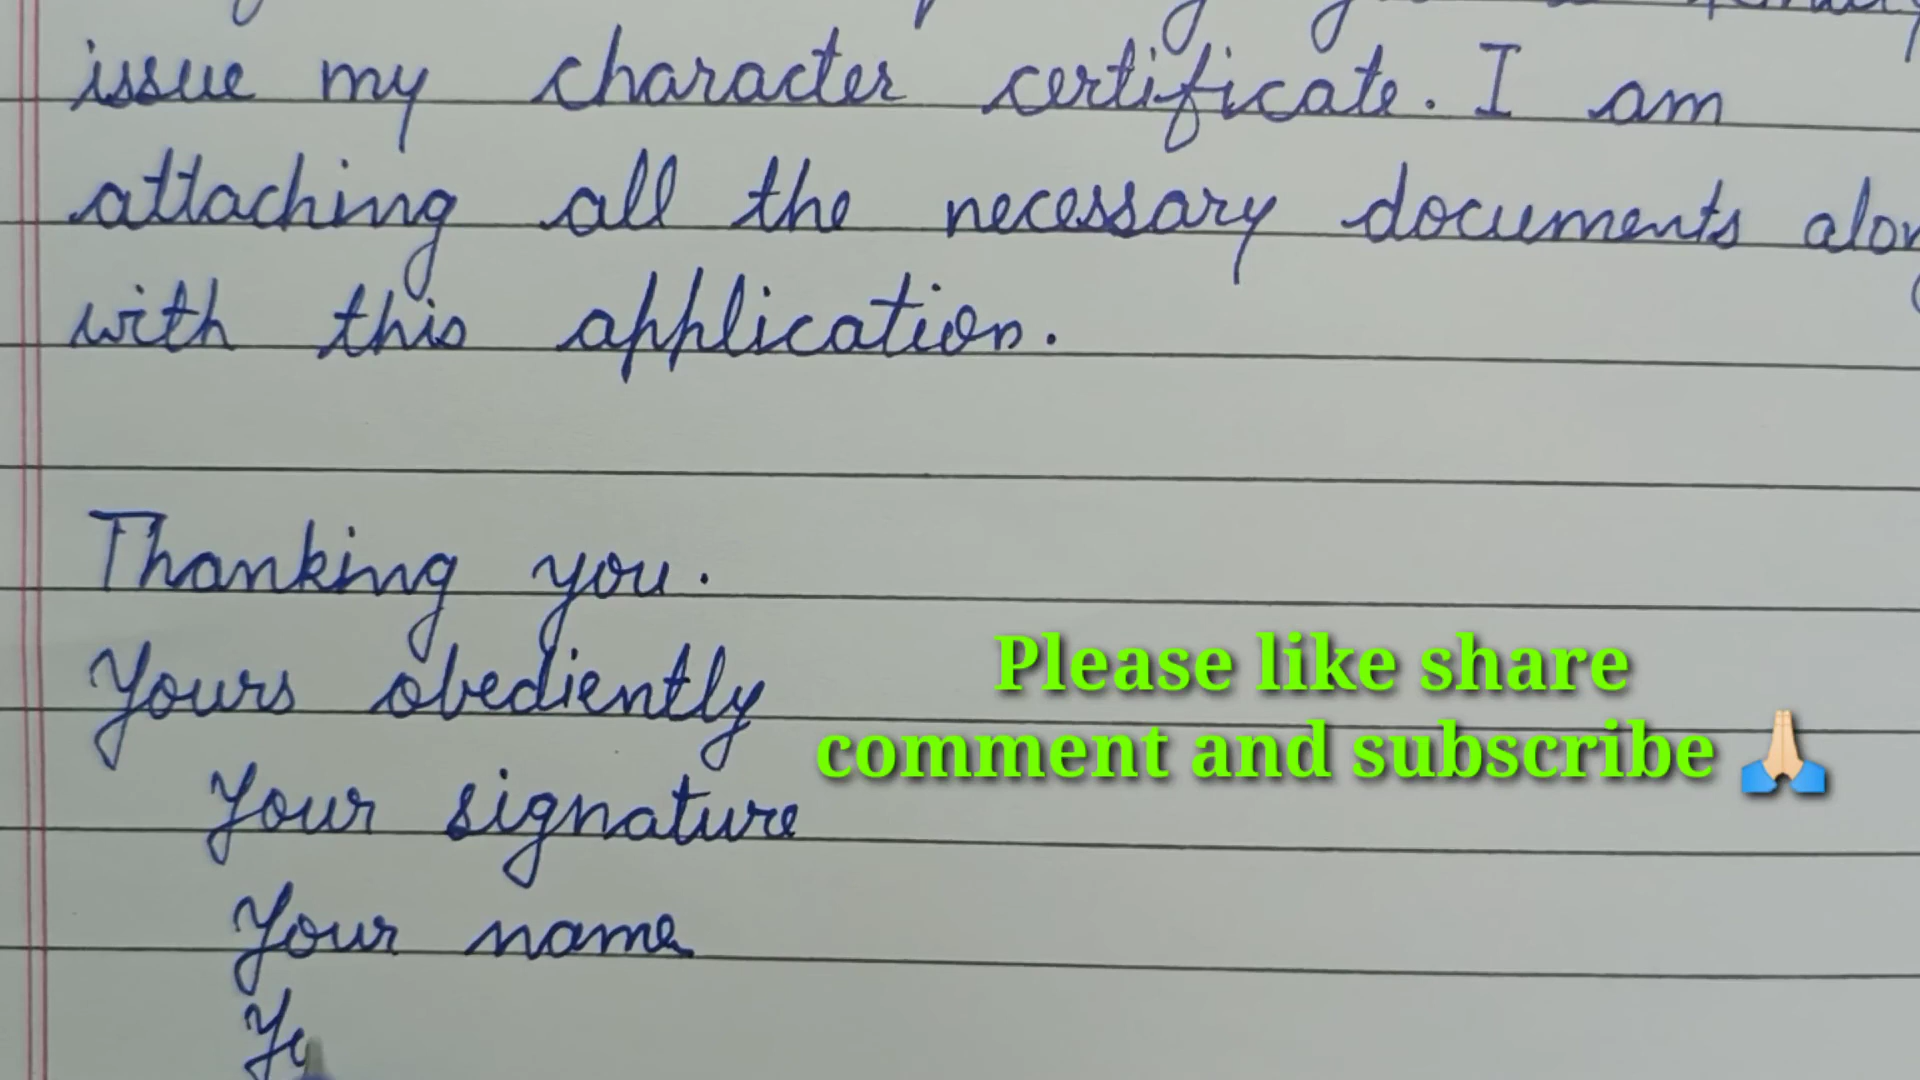 issue my character certificate. I am
attaching all the necessary documents
with this application.
Thanking you.
Yours obediently
Please like share
comment and subscribe 🙏🏻
Your signature
Your name